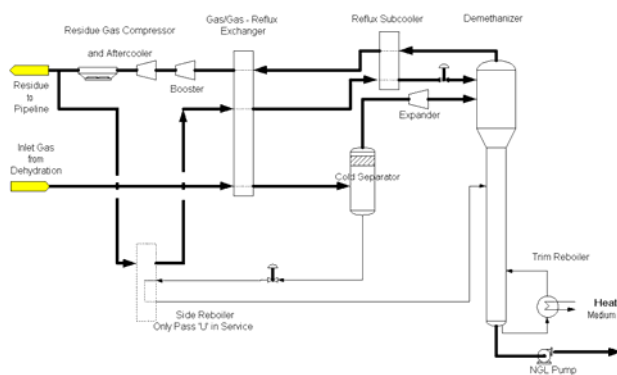 Residue Gas Compressor
and Aftercooler
Gas/Gas - Reflux
Exchanger
Reflux Subcooler
Demethanizer
Residue
to
Pipeline
Booster
Expander
Inlet Gas
from
Dehydration
Cold Separator
Trim Reboiler
Heat
Medium
Side Reboiler
Only Pass 'U' in Service
NGL Pump